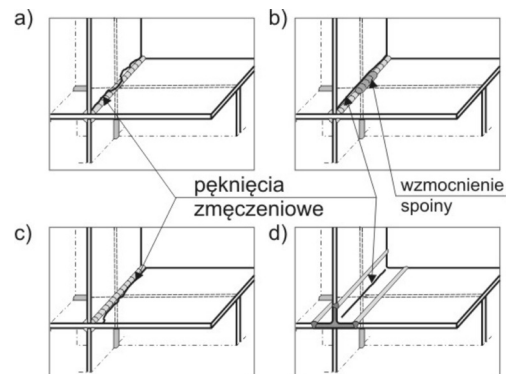 a)
b)
pęknięcia
zmęczeniowe
wzmocnienie
spoiny
c)
d)